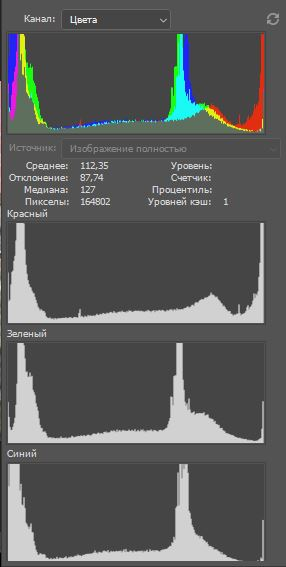 Канал: Цвета
Источник: Изображение полностью
Среднее: 112,35 Уровень:
Отклонение: 87,74 Счетчик:
Медиана: 127 Процентиль:
Пикселы: 164802 Уровней кэш: 1
Красный
Зеленый
Синий